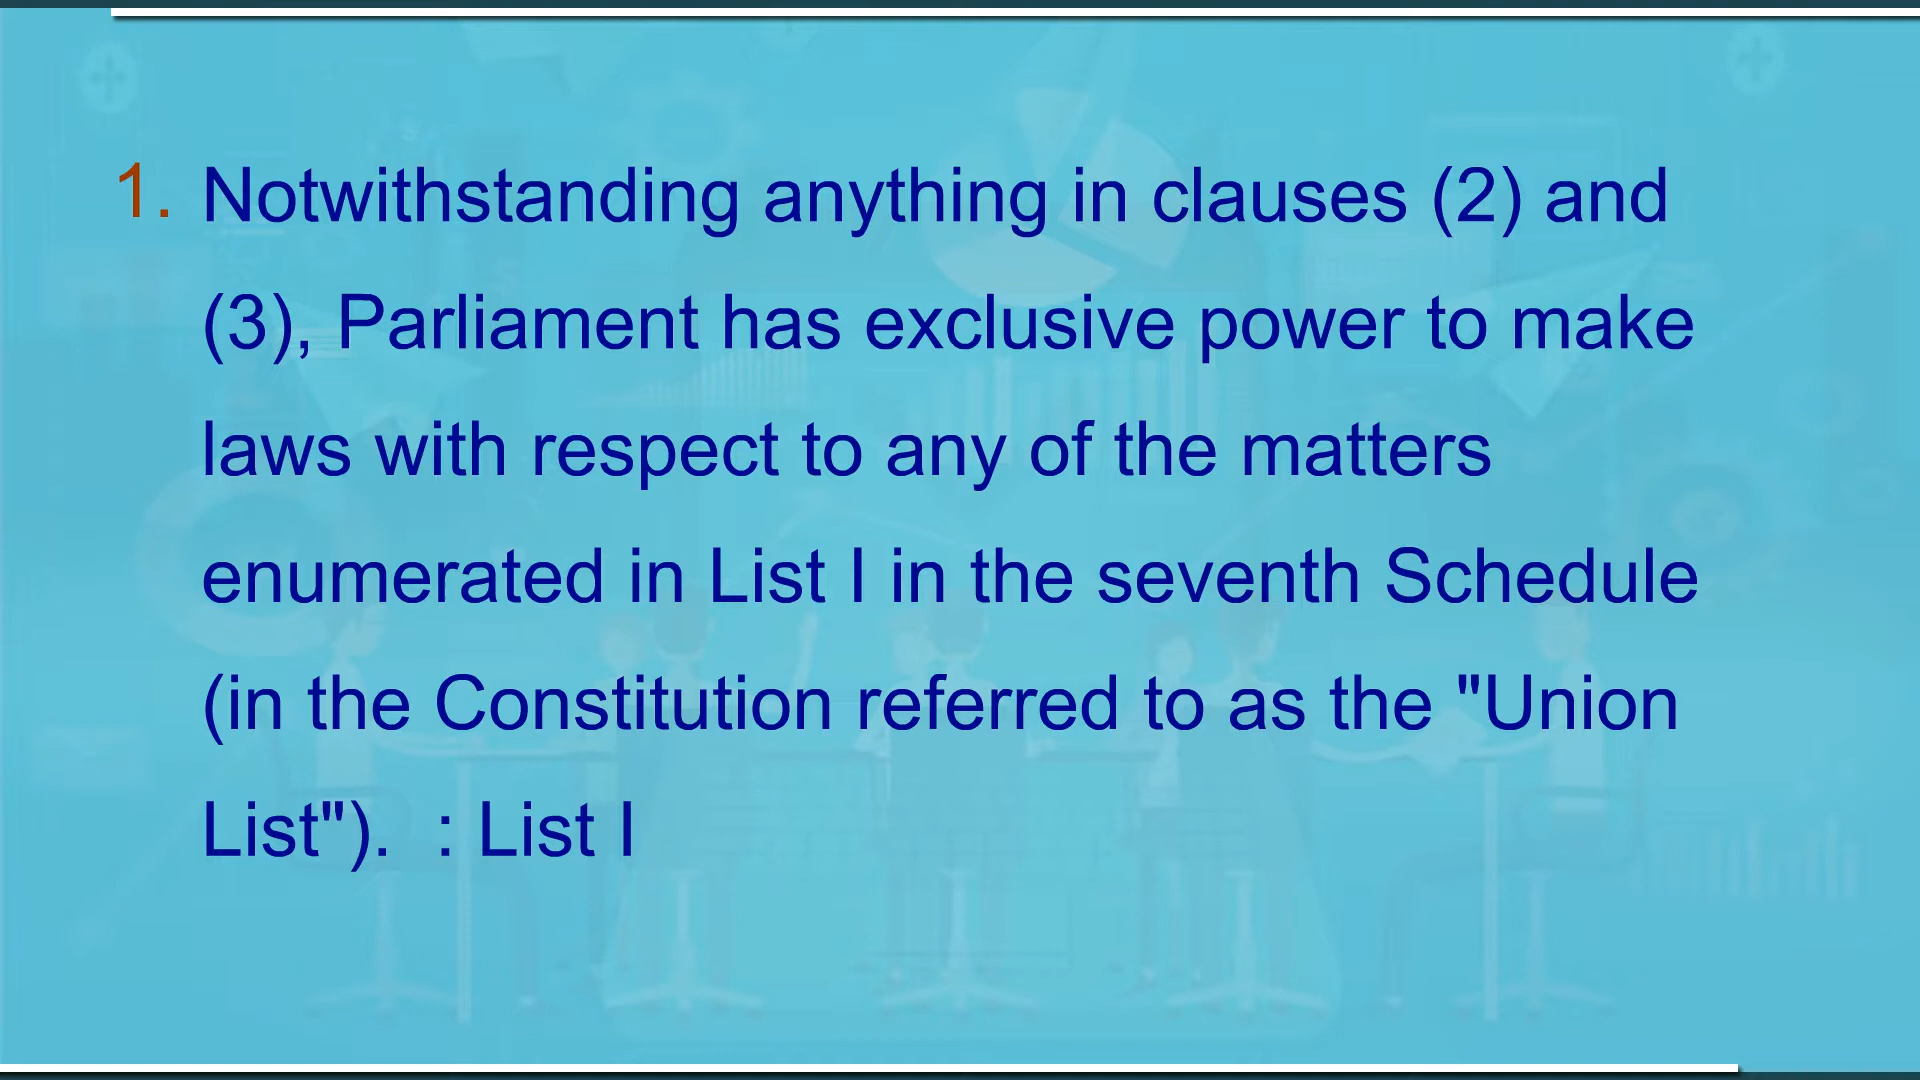 1. Notwithstanding anything in clauses (2) and
(3), Parliament has exclusive power to make
laws with respect to any of the matters
enumerated in List I in the seventh Schedule
(in the Constitution referred to as the "Union
List").  : List I